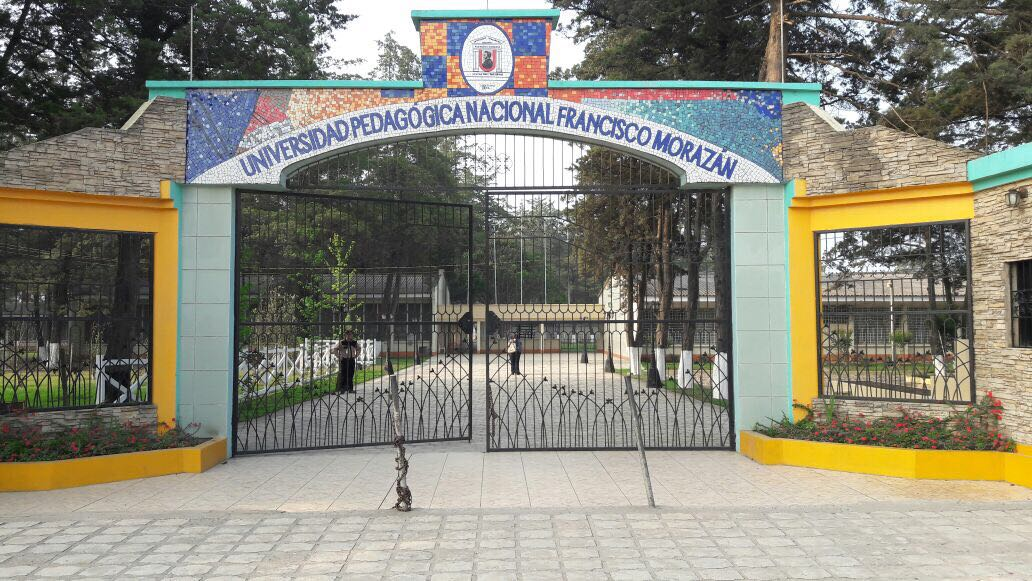 UNIVERSIDAD PEDAGÓGICA NACIONAL FRANCISCO MORAZÁN